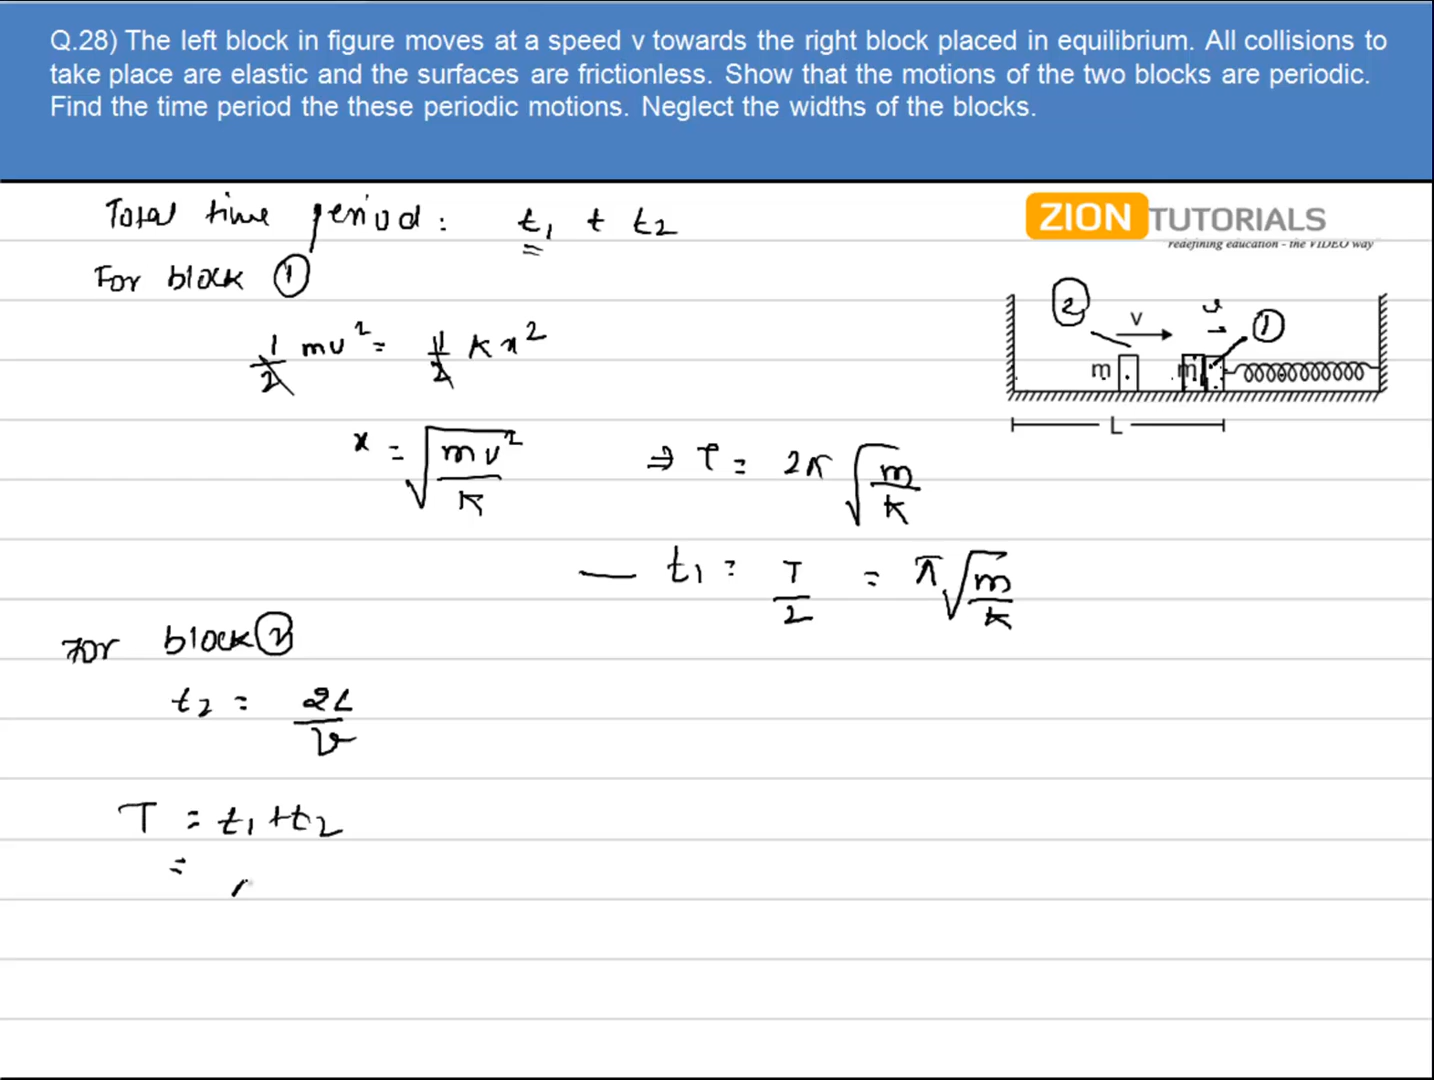 Q.28) The left block in figure moves at a speed v towards the right block placed in equilibrium. All collisions to
take place are elastic and the surfaces are frictionless. Show that the motions of the two blocks are periodic.
Find the time period the these periodic motions. Neglect the widths of the blocks.
Total time period : t₁ + t₂
ZION TUTORIALS
redefining education - the VIDEO way
For block ①
② v v ①
m m
L
1/2 mv² = 1/2 kx²
x = √(mv²/k) ⇒ T = 2π √(m/k)
— t₁ = T/2 = π√(m/k)
For block ②
t₂ = 2L/v
T = t₁ + t₂
=